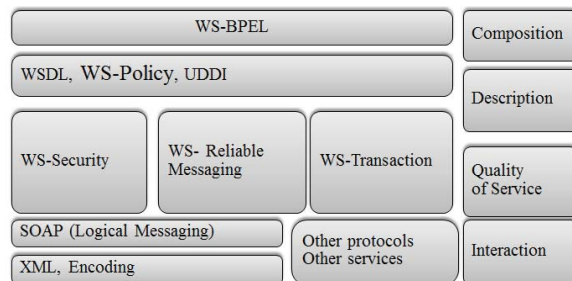 WS-BPEL
Composition
WSDL, WS-Policy, UDDI
Description
WS-Security
WS- Reliable
Messaging
WS-Transaction
Quality
of Service
SOAP (Logical Messaging)
Other protocols
Other services
Interaction
XML, Encoding